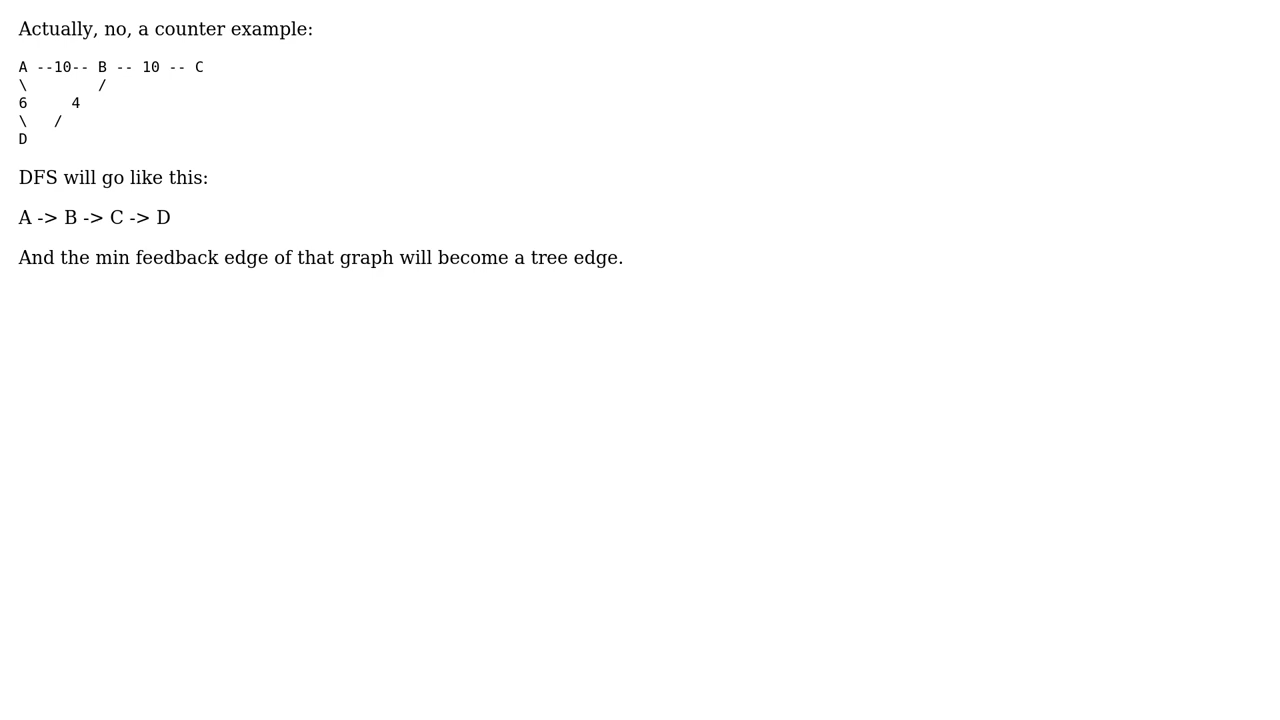 Actually, no, a counter example:
A --10-- B -- 10 -- C
\        /
6     4
\   /
D
DFS will go like this:
A -> B -> C -> D
And the min feedback edge of that graph will become a tree edge.